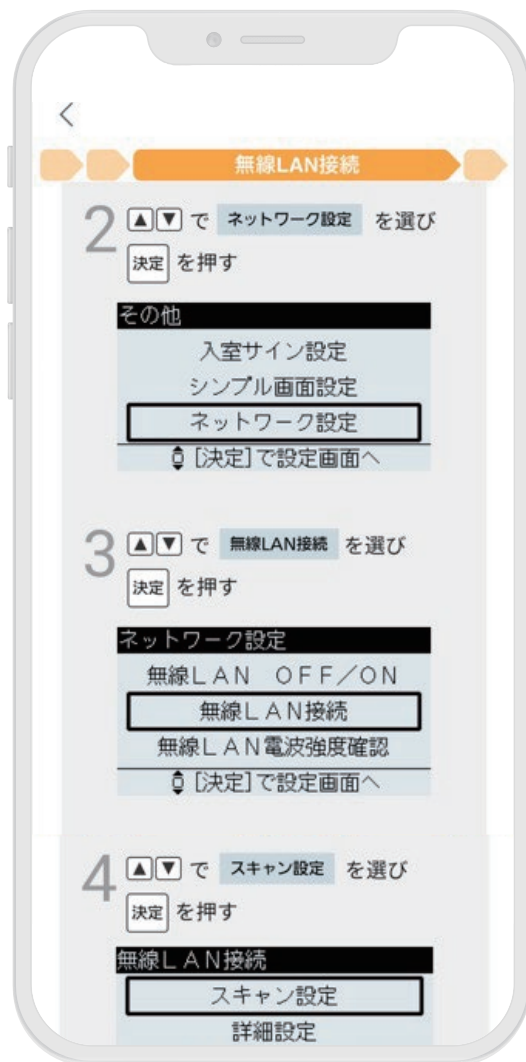 無線LAN接続
2 ▲▼ で ネットワーク設定 を選び
決定 を押す
その他
入室サイン設定
シンプル画面設定
ネットワーク設定
[決定]で設定画面へ
3 ▲▼ で 無線LAN接続 を選び
決定 を押す
ネットワーク設定
無線LAN OFF/ON
無線LAN接続
無線LAN電波強度確認
[決定]で設定画面へ
4 ▲▼ で スキャン設定 を選び
決定 を押す
無線LAN接続
スキャン設定
詳細設定